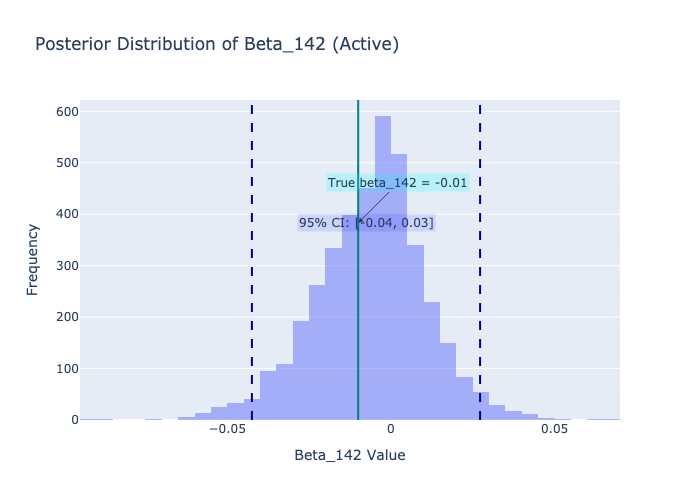 Posterior Distribution of Beta_142 (Active)
600
500
400
300
200
100
0
Frequency
True beta_142 = -0.01
95% CI: [-0.04, 0.03]
−0.05
0
0.05
Beta_142 Value